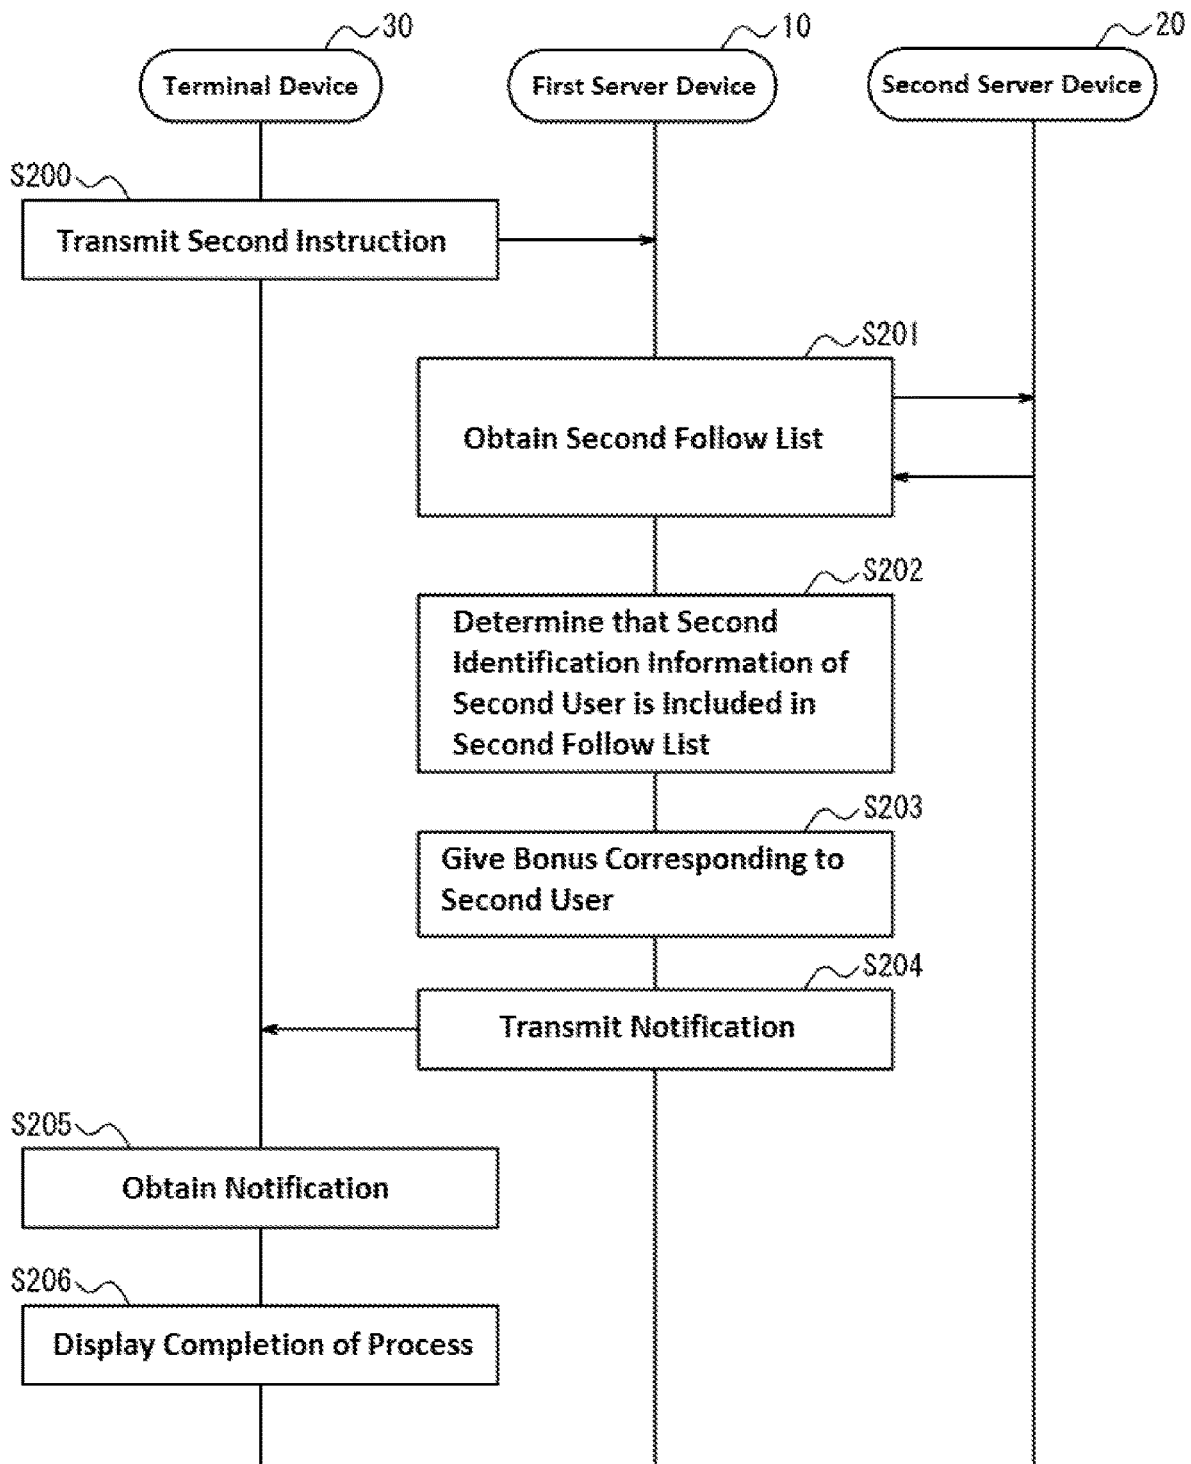 30
10
20
Terminal Device
First Server Device
Second Server Device
S200
Transmit Second Instruction
S201
Obtain Second Follow List
S202
Determine that Second
Identification Information of
Second User is Included in
Second Follow List
S203
Give Bonus Corresponding to
Second User
S204
Transmit Notification
S205
Obtain Notification
S206
Display Completion of Process